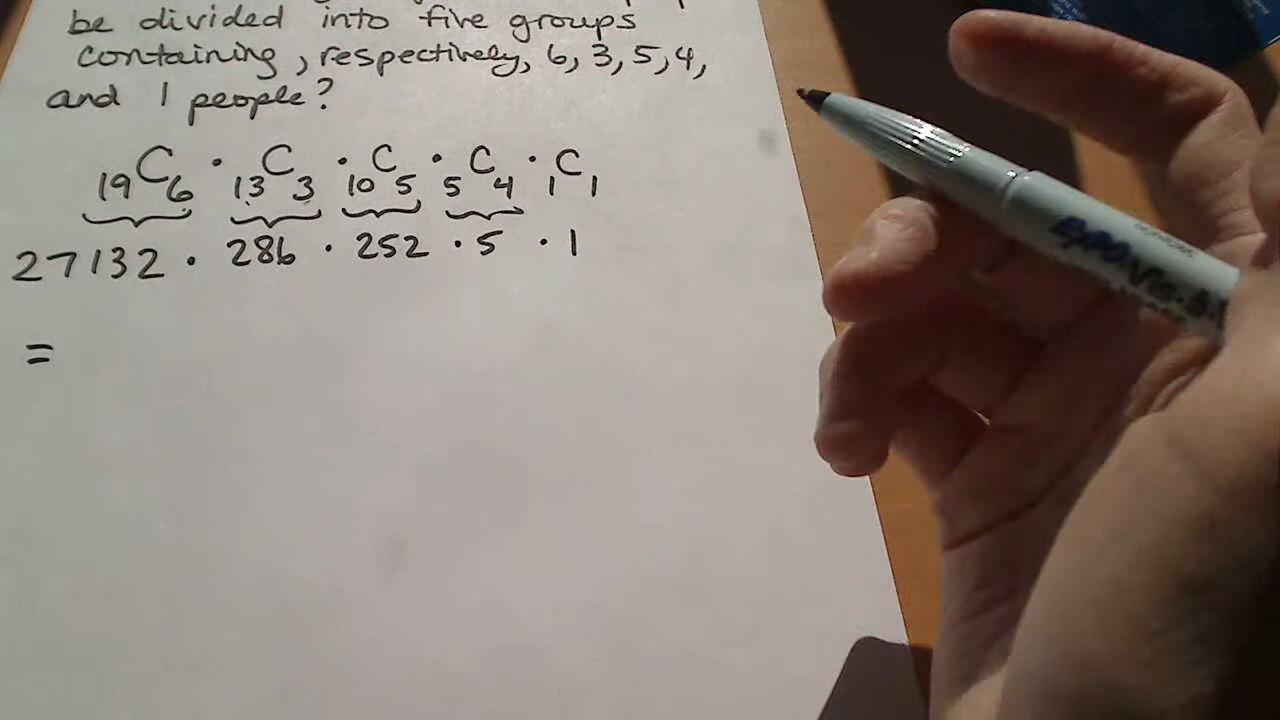 be divided into five groups
containing, respectively, 6, 3, 5, 4,
and 1 people?
19C6 · 13C3 · 10C5 · 5C4 · 1C1
27132 · 286 · 252 · 5 · 1
=